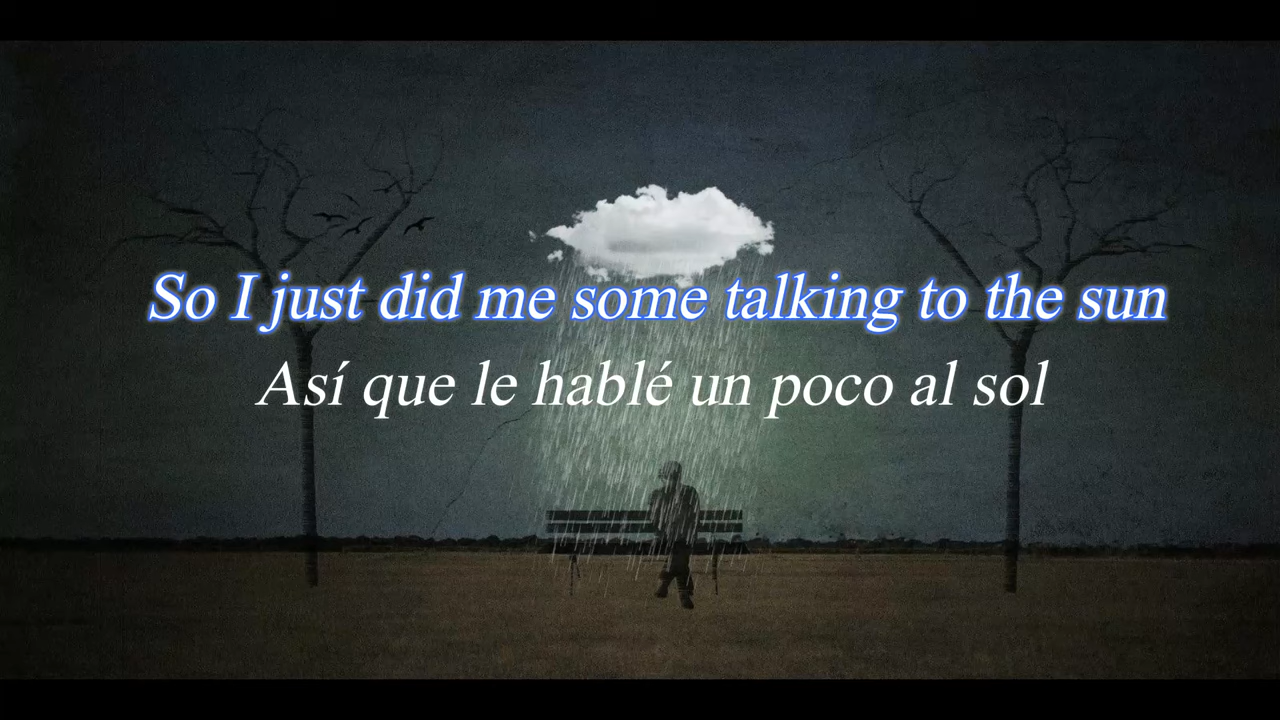 So I just did me some talking to the sun
Así que le hablé un poco al sol